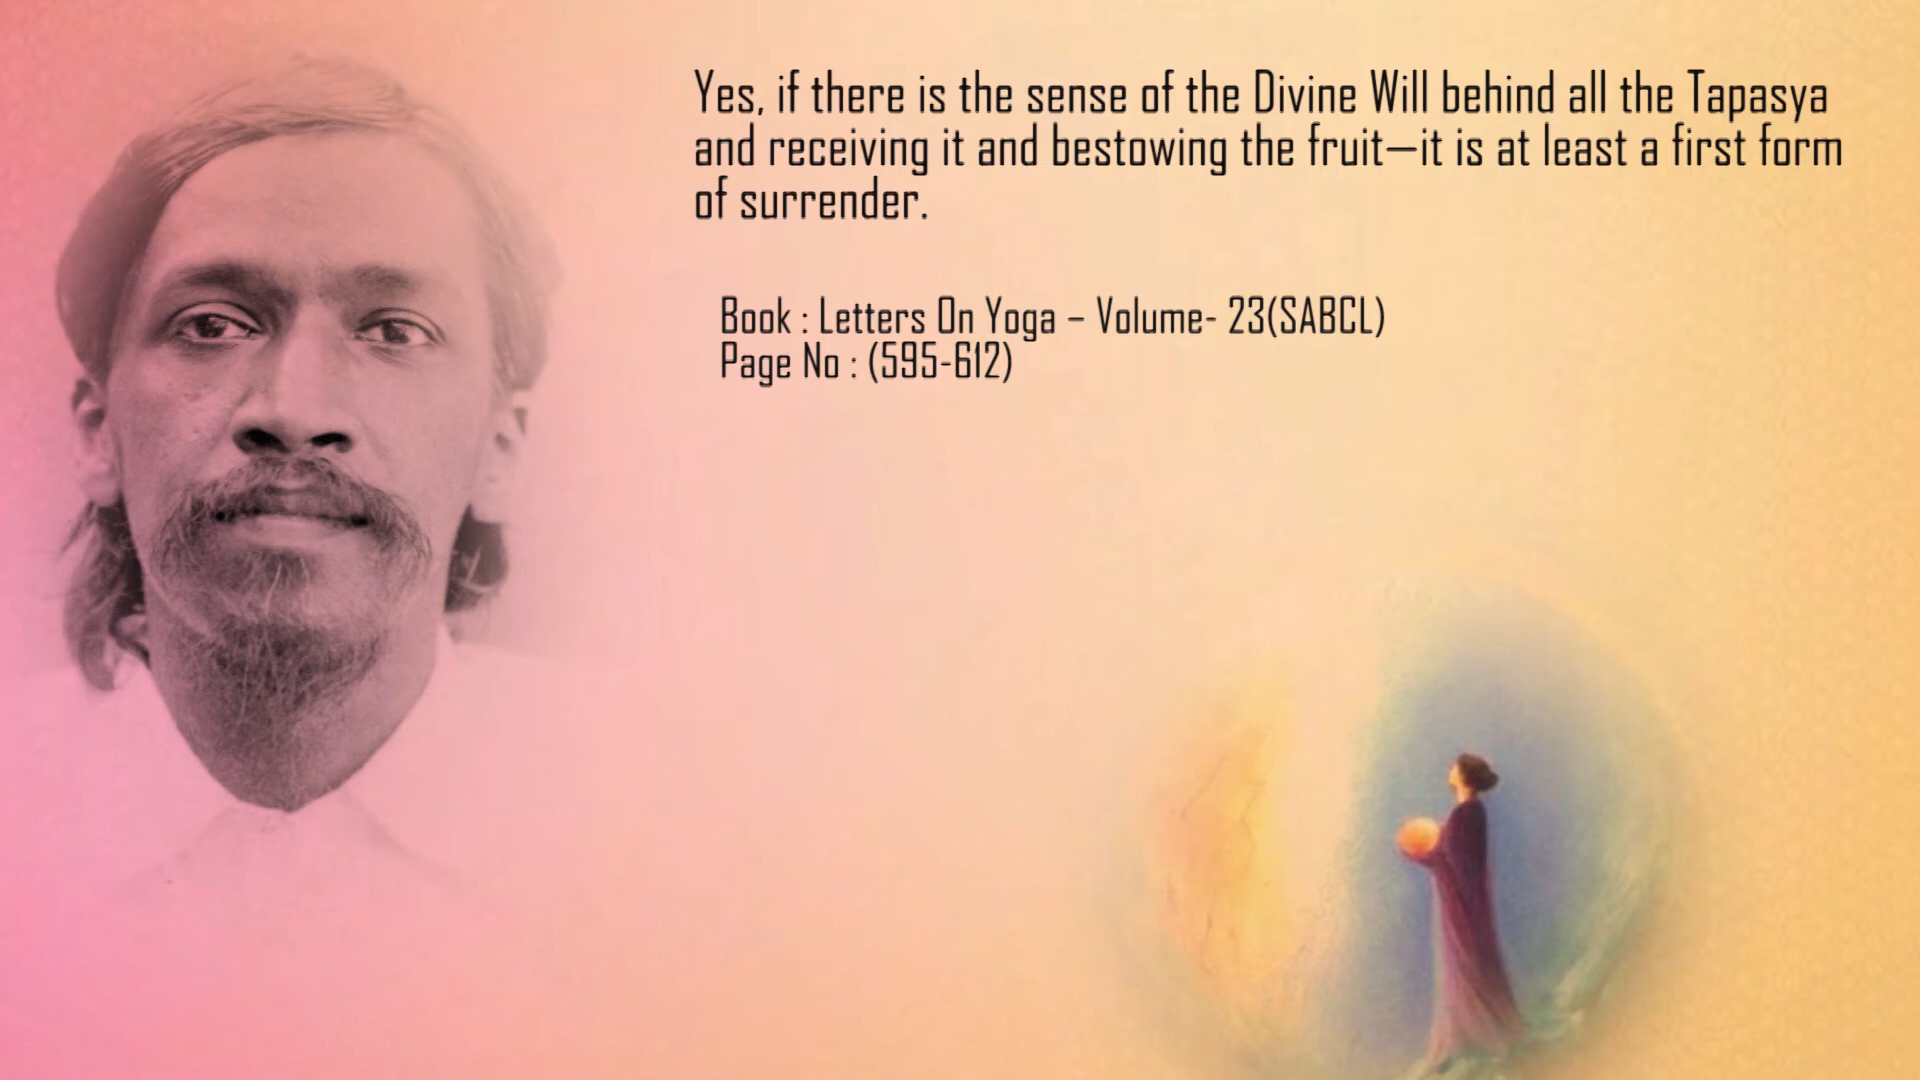 Yes, if there is the sense of the Divine Will behind all the Tapasya
and receiving it and bestowing the fruit—it is at least a first form
of surrender.
Book : Letters On Yoga – Volume- 23(SABCL)
Page No : (595-612)